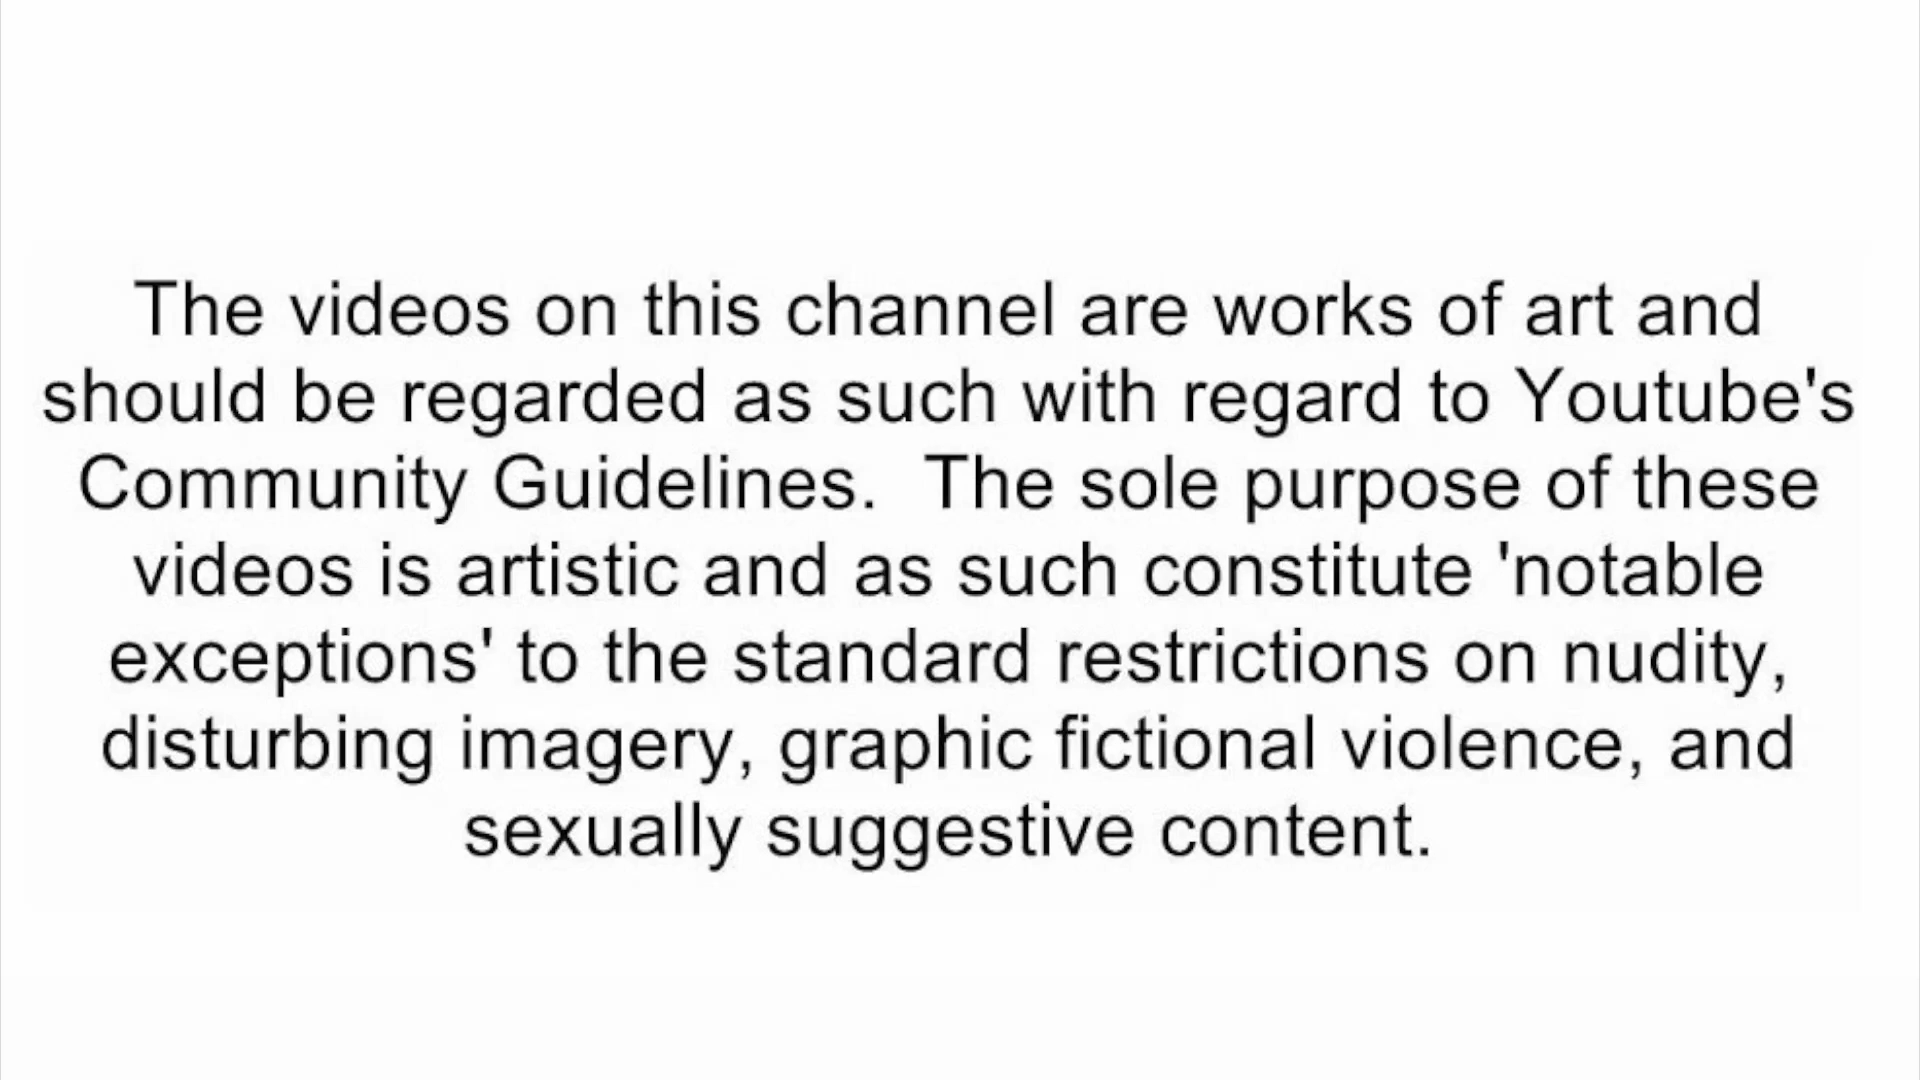 The videos on this channel are works of art and
should be regarded as such with regard to Youtube's
Community Guidelines.  The sole purpose of these
videos is artistic and as such constitute 'notable
exceptions' to the standard restrictions on nudity,
disturbing imagery, graphic fictional violence, and
sexually suggestive content.